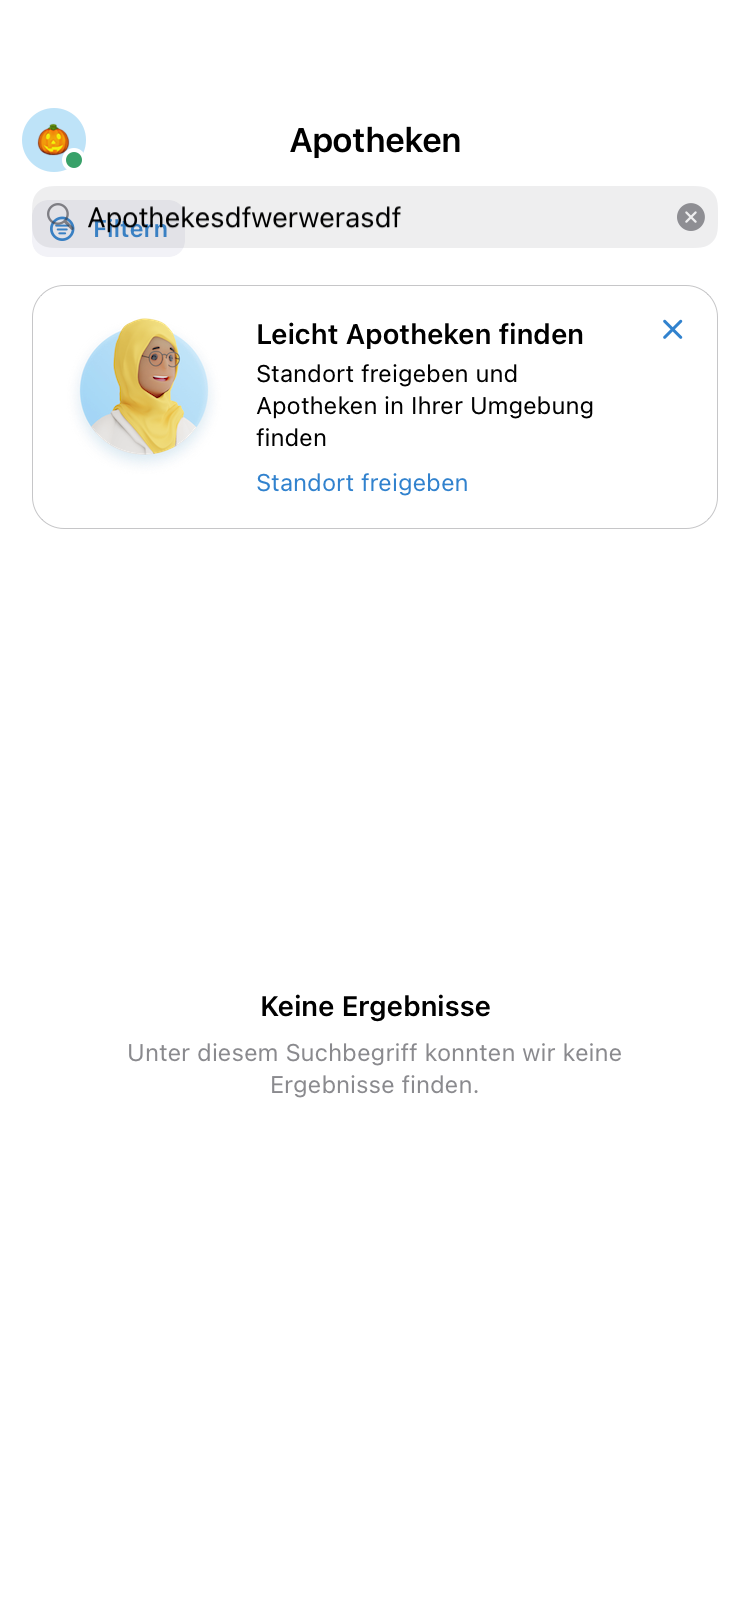 Apotheken
Apothekesdfwerwerasdf
Filtern
Leicht Apotheken finden
Standort freigeben und
Apotheken in Ihrer Umgebung
finden
Standort freigeben
Keine Ergebnisse
Unter diesem Suchbegriff konnten wir keine
Ergebnisse finden.